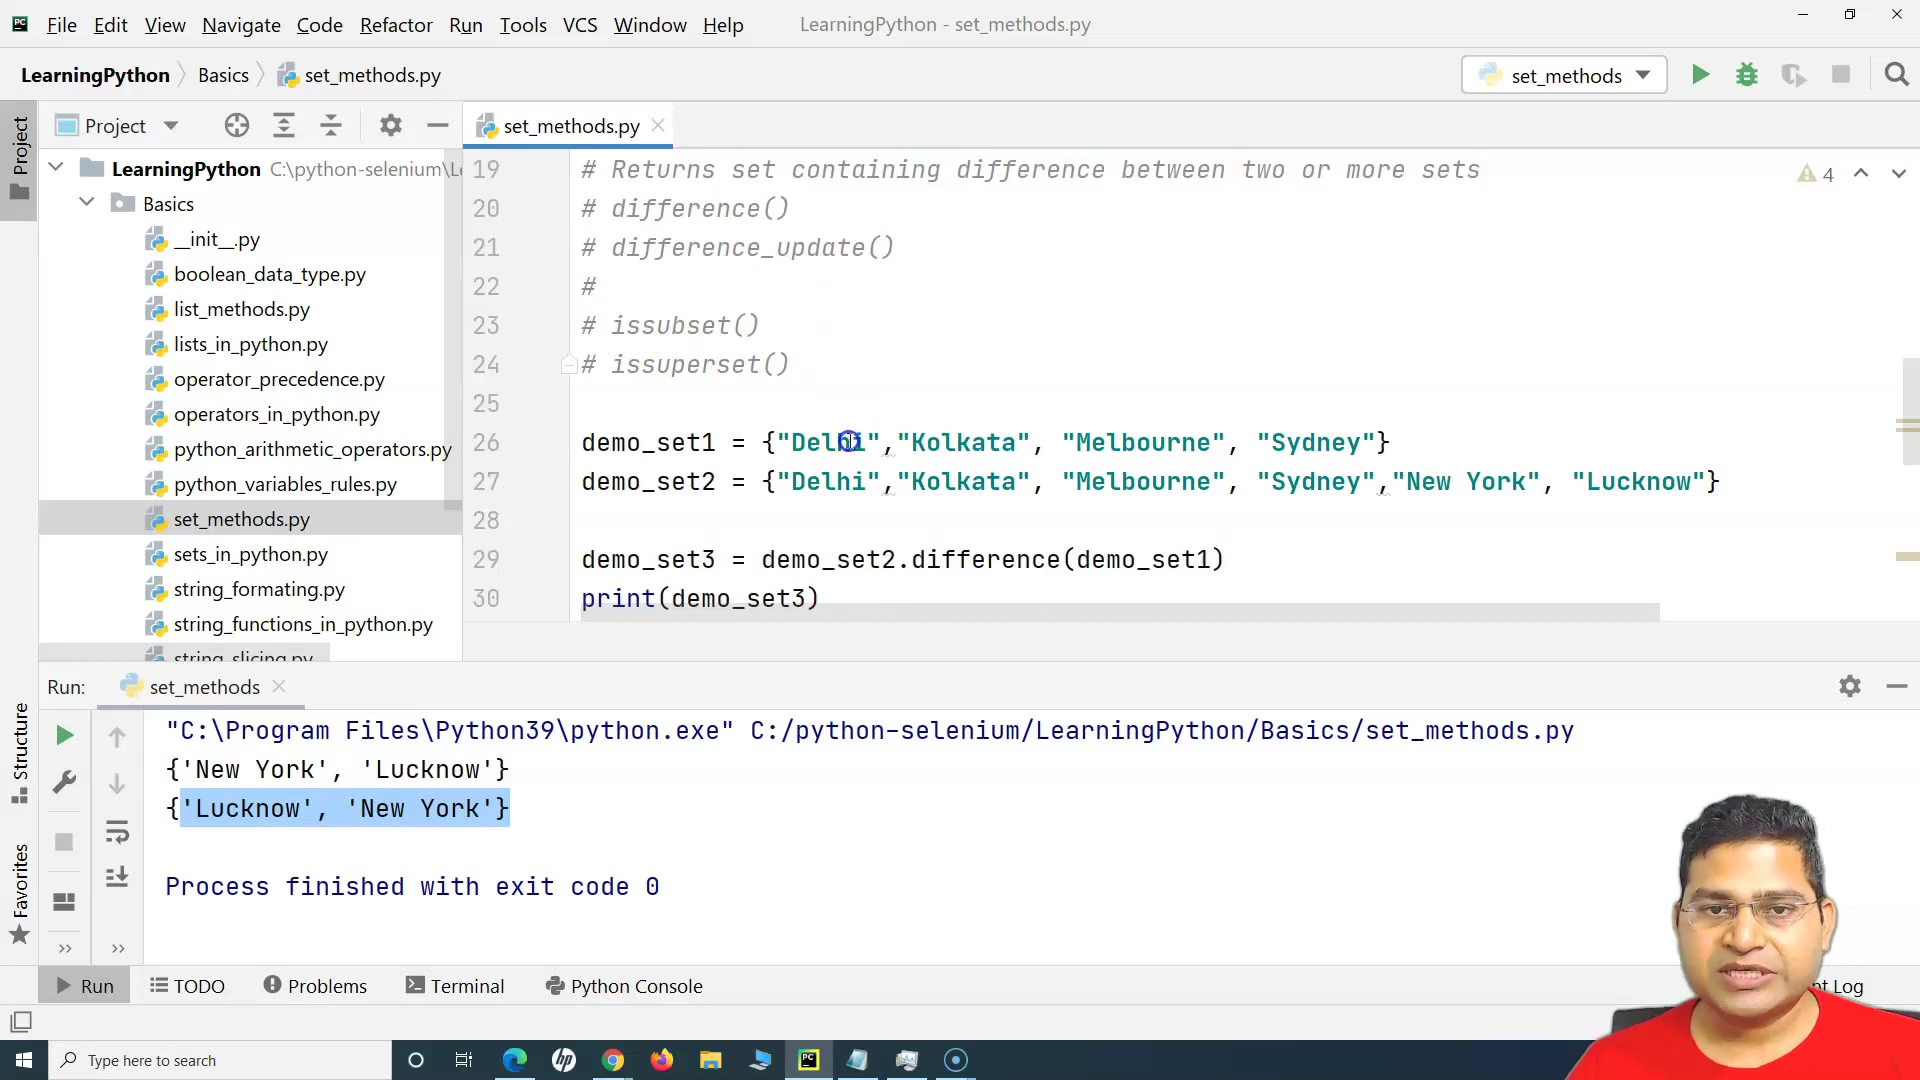 PC File Edit View Navigate Code Refactor Run Tools VCS Window Help LearningPython - set_methods.py
LearningPython Basics set_methods.py set_methods
Project
Project
set_methods.py
LearningPython C:\python-selenium\L
Basics
__init__.py
boolean_data_type.py
list_methods.py
lists_in_python.py
operator_precedence.py
operators_in_python.py
python_arithmetic_operators.py
python_variables_rules.py
set_methods.py
sets_in_python.py
string_formating.py
string_functions_in_python.py
string_slicing.py
4
19 # Returns set containing difference between two or more sets
20 # difference()
21 # difference_update()
22 #
23 # issubset()
24 # issuperset()
25
26 demo_set1 = {"Delhi","Kolkata", "Melbourne", "Sydney"}
27 demo_set2 = {"Delhi","Kolkata", "Melbourne", "Sydney","New York", "Lucknow"}
28
29 demo_set3 = demo_set2.difference(demo_set1)
30 print(demo_set3)
Run: set_methods
Structure
Favorites
"C:\Program Files\Python39\python.exe" C:/python-selenium/LearningPython/Basics/set_methods.py
{'New York', 'Lucknow'}
{'Lucknow', 'New York'}
Process finished with exit code 0
Run TODO Problems Terminal Python Console nt Log
Type here to search
hp
PC